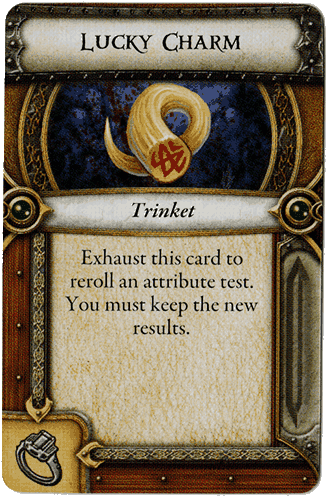 Lucky Charm
Trinket
Exhaust this card to
reroll an attribute test.
You must keep the new
results.